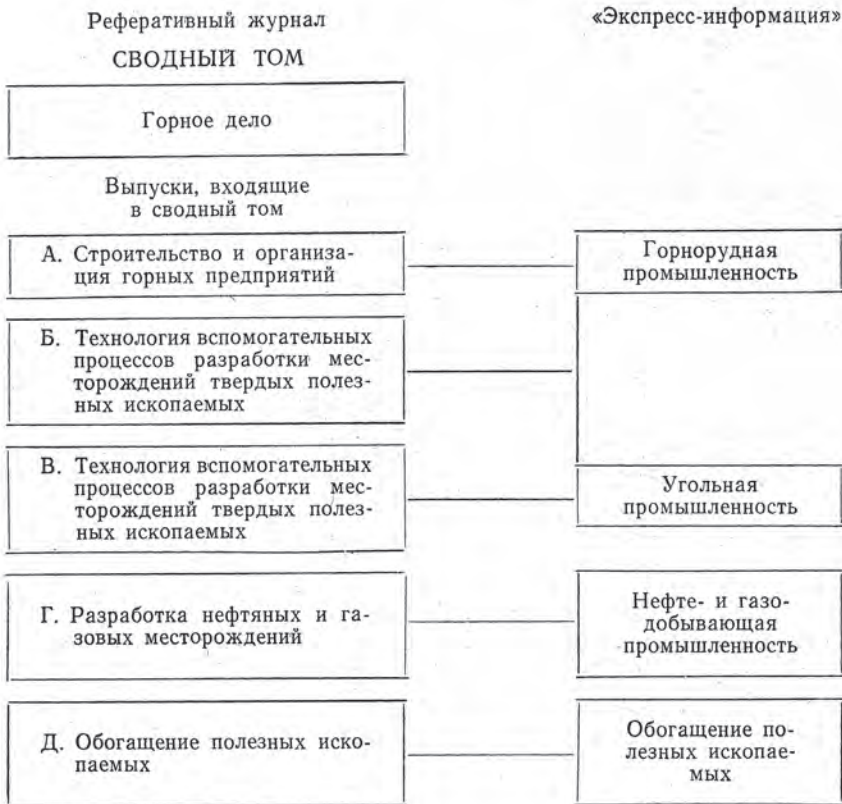 Реферативный журнал
«Экспресс-информация»
СВОДНЫЙ ТОМ
Горное дело
Выпуски, входящие
в сводный том
А. Строительство и организа-
ция горных предприятий
Горнорудная
промышленность
Б. Технология вспомогательных
процессов разработки мес-
торождений твердых полез-
ных ископаемых
В. Технология вспомогательных
процессов разработки мес-
торождений твердых полез-
ных ископаемых
Угольная
промышленность
Г. Разработка нефтяных и га-
зовых месторождений
Нефте- и газо-
добывающая
промышленность
Д. Обогащение полезных иско-
паемых
Обогащение по-
лезных ископае-
мых